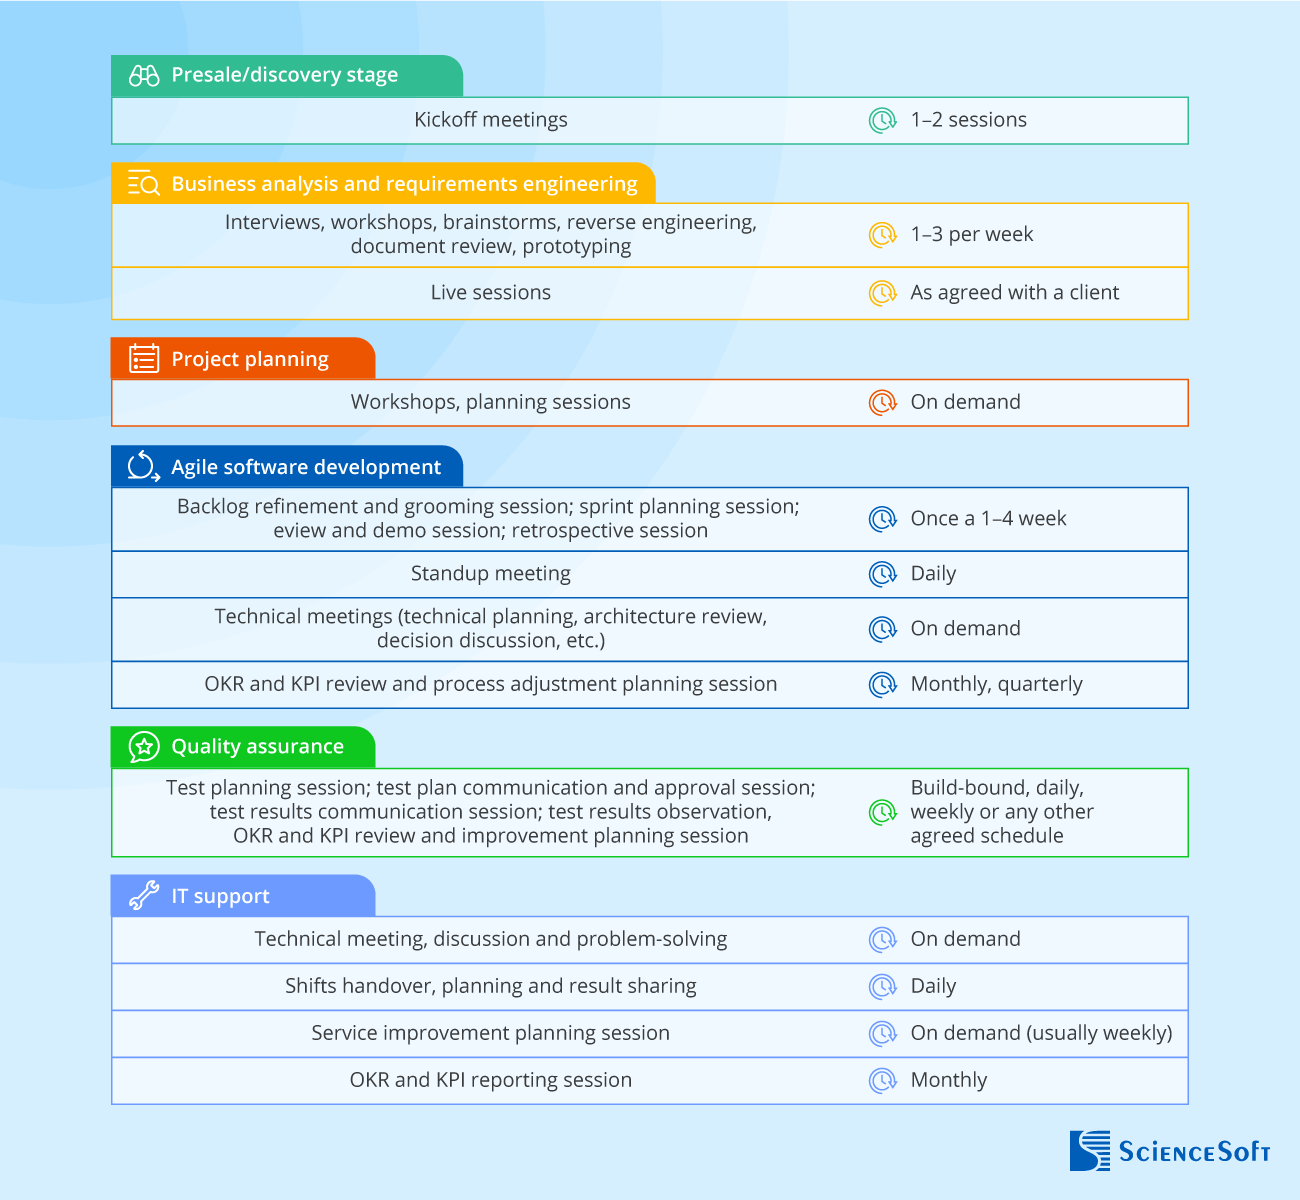 Presale/discovery stage
Kickoff meetings
1–2 sessions
Business analysis and requirements engineering
Interviews, workshops, brainstorms, reverse engineering,
document review, prototyping
1–3 per week
Live sessions
As agreed with a client
Project planning
Workshops, planning sessions
On demand
Agile software development
Backlog refinement and grooming session; sprint planning session;
eview and demo session; retrospective session
Once a 1–4 week
Standup meeting
Daily
Technical meetings (technical planning, architecture review,
decision discussion, etc.)
On demand
OKR and KPI review and process adjustment planning session
Monthly, quarterly
Quality assurance
Test planning session; test plan communication and approval session;
test results communication session; test results observation,
OKR and KPI review and improvement planning session
Build-bound, daily,
weekly or any other
agreed schedule
IT support
Technical meeting, discussion and problem-solving
On demand
Shifts handover, planning and result sharing
Daily
Service improvement planning session
On demand (usually weekly)
OKR and KPI reporting session
Monthly
ScienceSoft